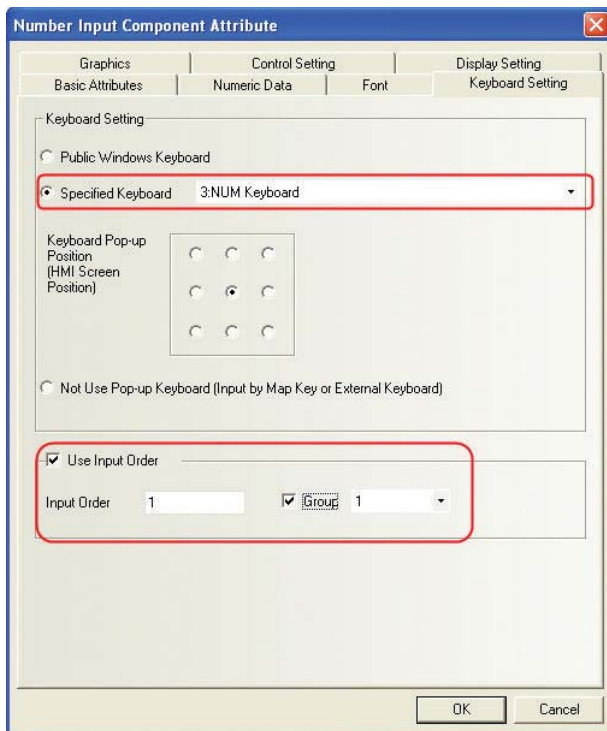 Number Input Component Attribute
Graphics Control Setting Display Setting
Basic Attributes Numeric Data Font Keyboard Setting
Keyboard Setting
Public Windows Keyboard
Specified Keyboard 3:NUM Keyboard
Keyboard Pop-up
Position
(HMI Screen
Position)
Not Use Pop-up Keyboard (Input by Map Key or External Keyboard)
Use Input Order
Input Order 1 Group 1
OK Cancel